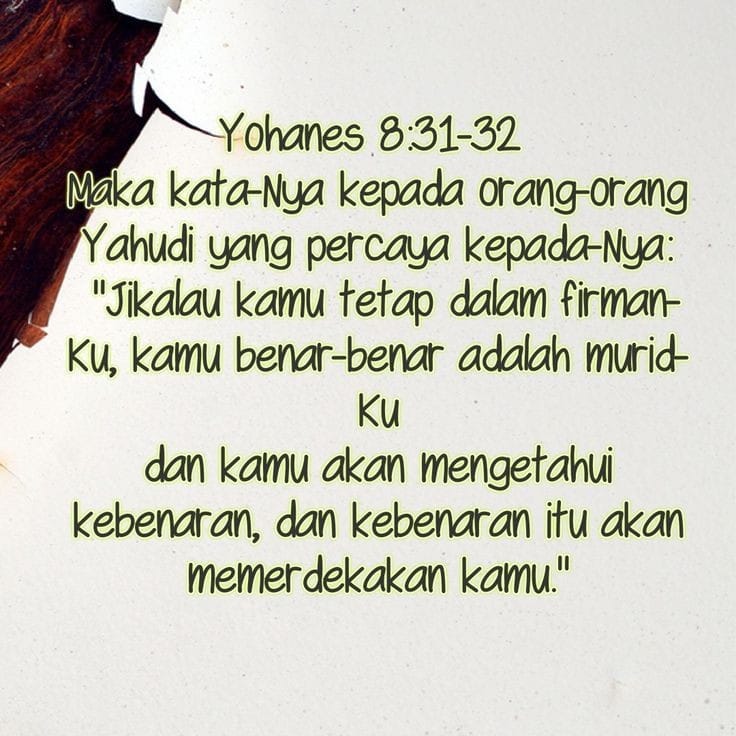 Yohanes 8:31-32
Maka kata-Nya kepada orang-orang
Yahudi yang percaya kepada-Nya:
"Jikalau kamu tetap dalam firman-
Ku, kamu benar-benar adalah murid-
Ku
dan kamu akan mengetahui
kebenaran, dan kebenaran itu akan
memerdekakan kamu."